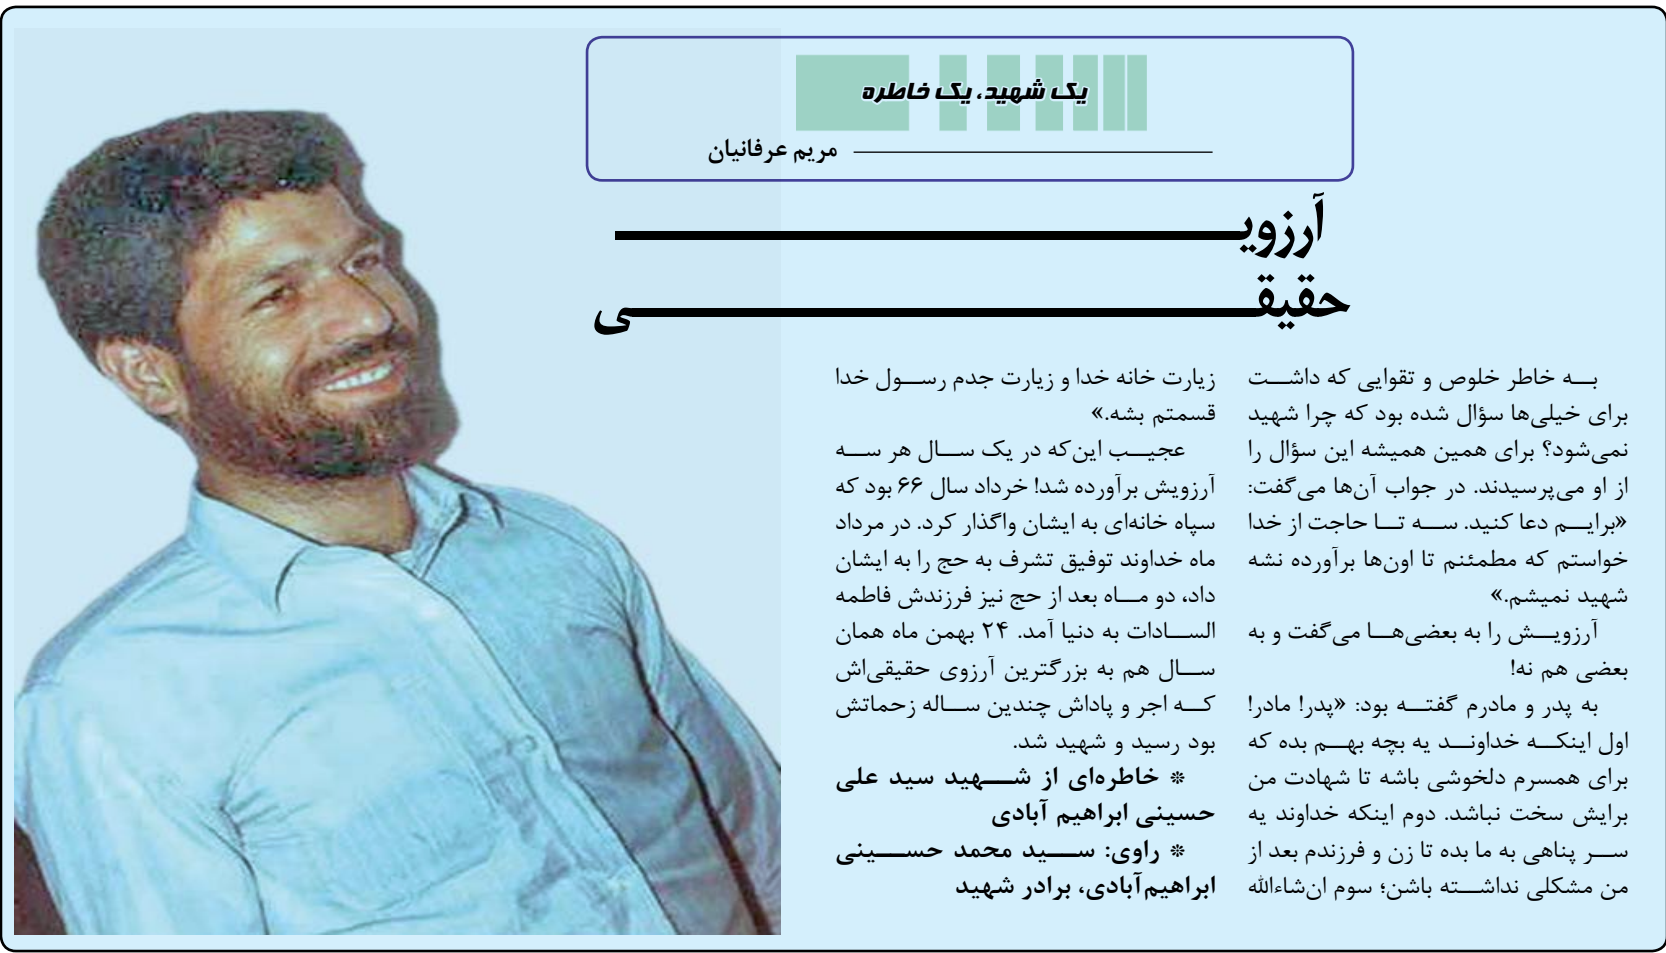 یک شهید، یک خاطره
مریم عرفانیان
آرزویــــــــ
حقیقــــــــی
بــه خاطر خلوص و تقوایی که داشــت
برای خیلی‌ها سؤال شده بود که چرا شهید
نمی‌شود؟ برای همین همیشه این سؤال را
از او می‌پرسیدند. در جواب آن‌ها می‌گفت:
«برایــم دعا کنید. ســه تــا حاجت از خدا
خواستم که مطمئنم تا اون‌ها برآورده نشه
شهید نمیشم.»
آرزویــش را به بعضی‌هــا می‌گفت و به
بعضی هم نه!
به پدر و مادرم گفتــه بود: «پدر! مادر!
اول اینکــه خداونــد یه بچه بهــم بده که
برای همسرم دلخوشی باشه تا شهادت من
برایش سخت نباشد. دوم اینکه خداوند یه
ســر پناهی به ما بده تا زن و فرزندم بعد از
من مشکلی نداشــته باشن؛ سوم ان‌شاءالله
زیارت خانه خدا و زیارت جدم رســول خدا
قسمتم بشه.»
عجیــب این‌که در یک ســال هر ســه
آرزویش برآورده شد! خرداد سال ۶۶ بود که
سپاه خانه‌ای به ایشان واگذار کرد. در مرداد
ماه خداوند توفیق تشرف به حج را به ایشان
داد، دو مــاه بعد از حج نیز فرزندش فاطمه
الســادات به دنیا آمد. ۲۴ بهمن ماه همان
ســال هم به بزرگترین آرزوی حقیقی‌اش
کــه اجر و پاداش چندین ســاله زحماتش
بود رسید و شهید شد.
* خاطره‌ای از شــهید سید علی
حسینی ابراهیم آبادی
* راوی: ســید محمد حســینی
ابراهیم‌آبادی، برادر شهید